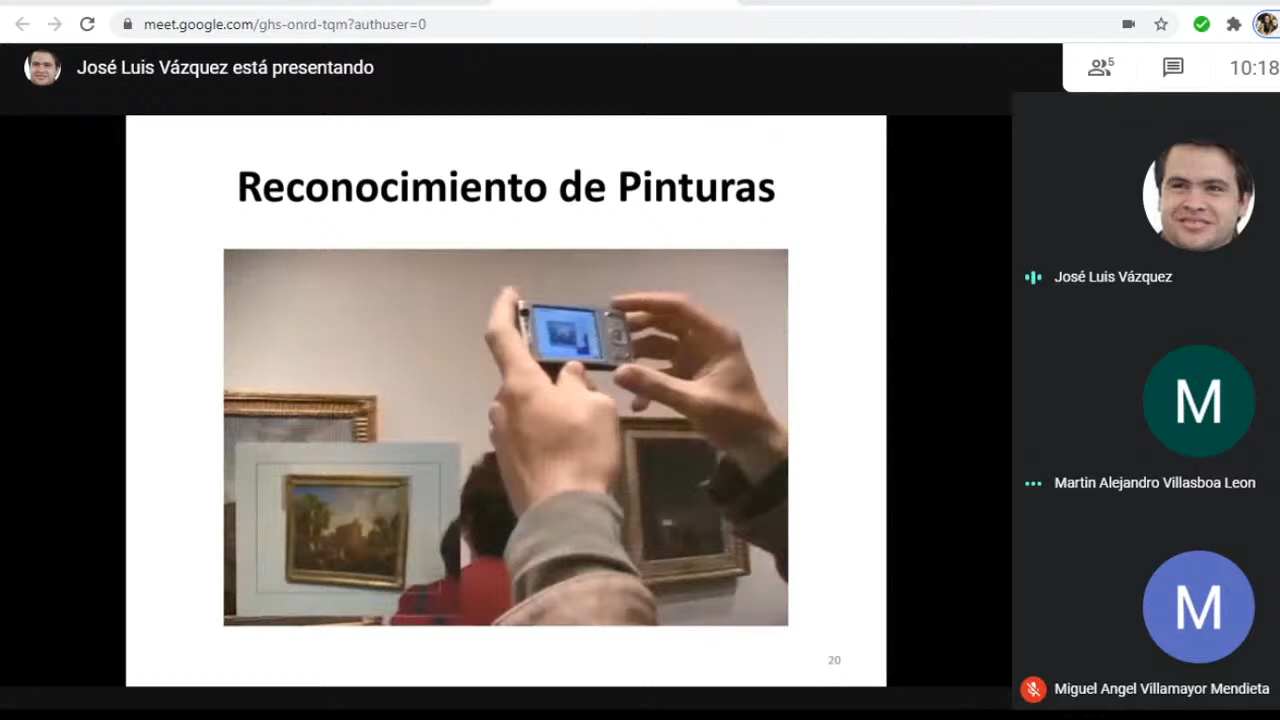 meet.google.com/ghs-onrd-tqm?authuser=0
José Luis Vázquez está presentando
5
10:18
Reconocimiento de Pinturas
José Luis Vázquez
M
Martin Alejandro Villasboa Leon
M
Miguel Angel Villamayor Mendieta
20